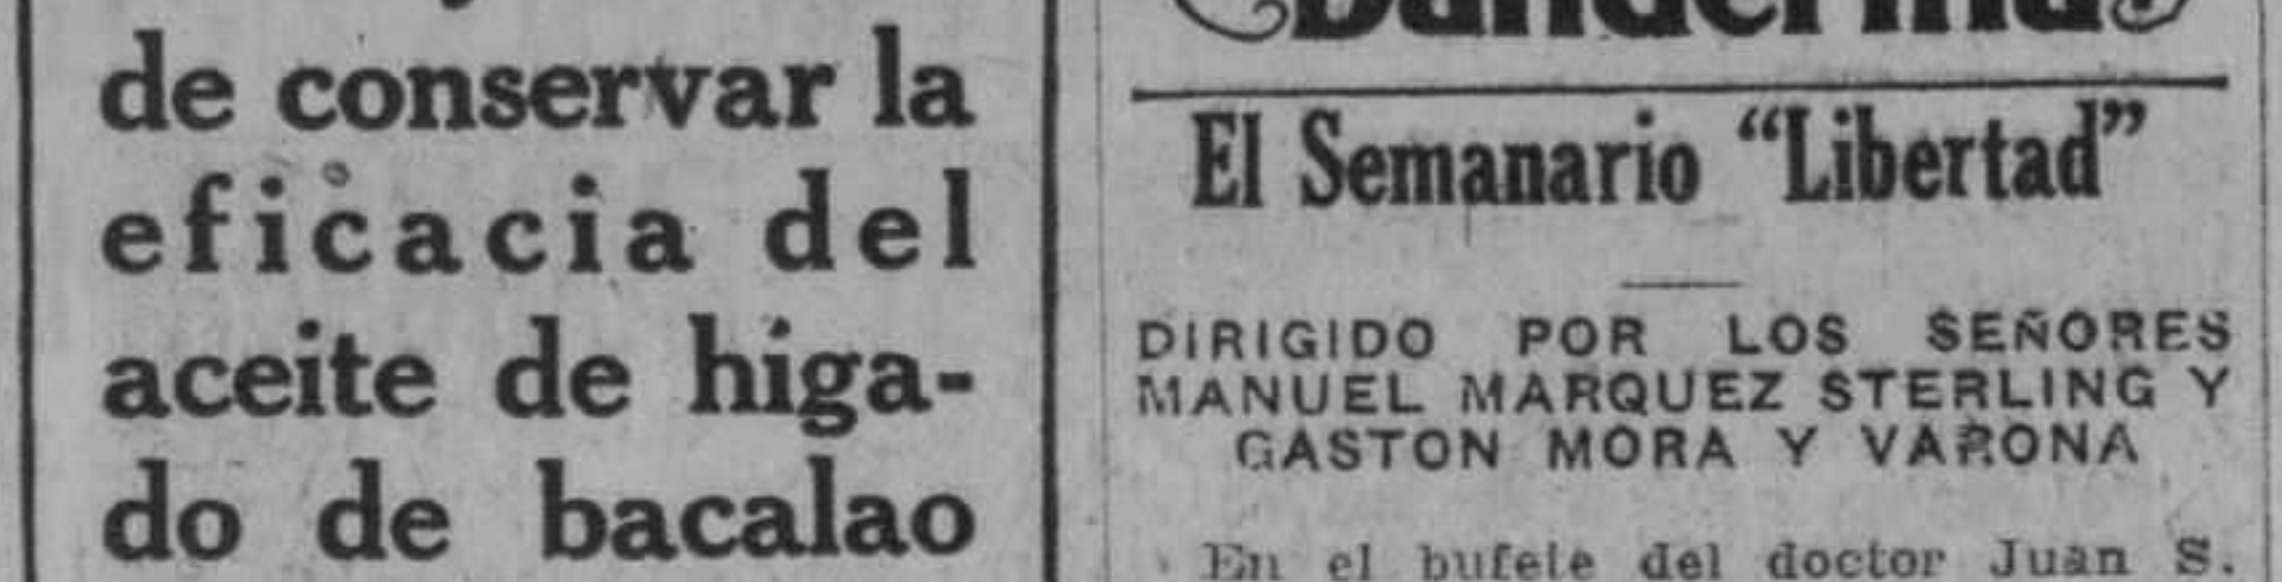 de conservar la
eficacia del
aceite de higa-
do de bacalao
El Semanario “Libertad”
DIRIGIDO POR LOS SEÑORES
MANUEL MARQUEZ STERLING Y
GASTON MORA Y VARONA
En el bufete del doctor Juan S.